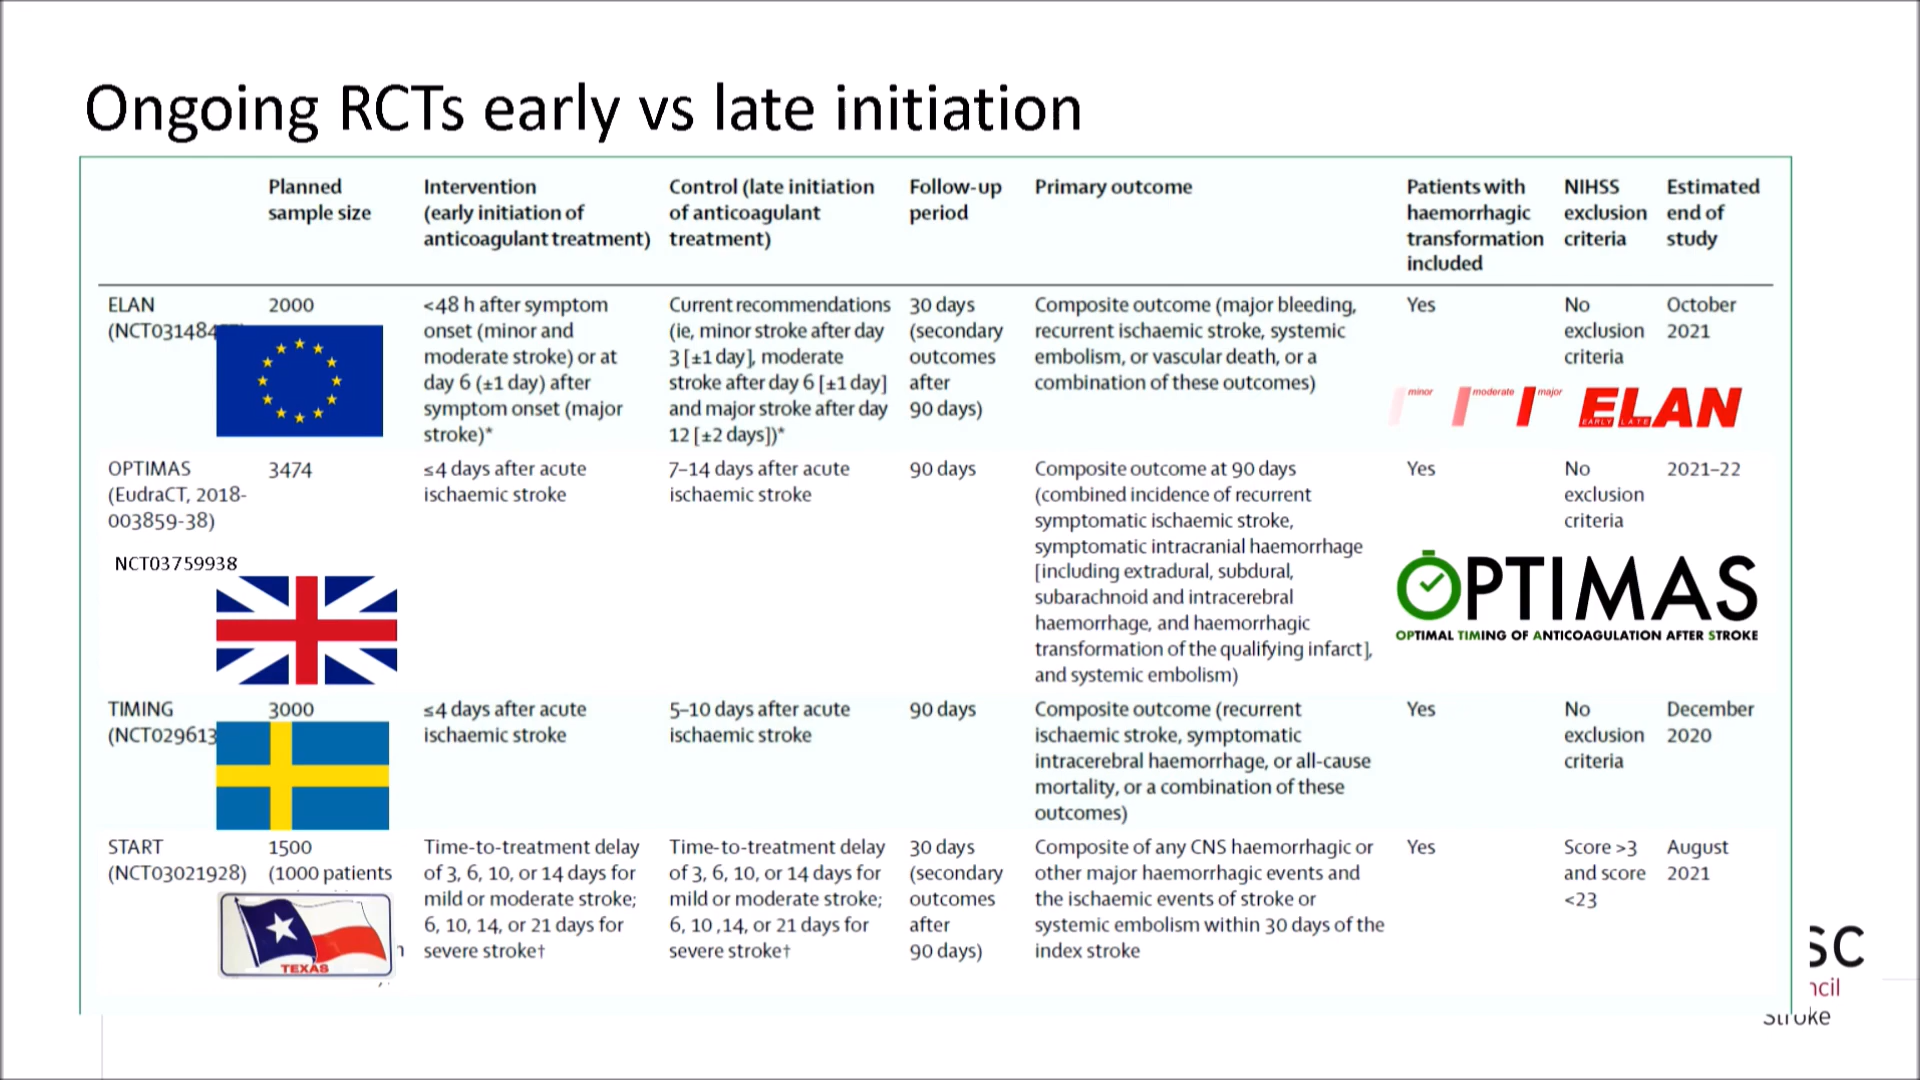 Ongoing RCTs early vs late initiation
Planned
sample size
Intervention
(early initiation of
anticoagulant treatment)
Control (late initiation
of anticoagulant
treatment)
Follow-up
period
Primary outcome
Patients with
haemorrhagic
transformation
included
NIHSS
exclusion
criteria
Estimated
end of
study
ELAN
2000
<48 h after symptom
onset (minor and
moderate stroke) or at
day 6 (±1 day) after
symptom onset (major
stroke)*
Current recommendations
(ie, minor stroke after day
3 [±1 day], moderate
stroke after day 6 [±1 day]
and major stroke after day
12 [±2 days])*
30 days
(secondary
outcomes
after
90 days)
Composite outcome (major bleeding,
recurrent ischaemic stroke, systemic
embolism, or vascular death, or a
combination of these outcomes)
Yes
No
exclusion
criteria
October
2021
minor
moderate
major
ELAN
EARLY LATE
OPTIMAS
(EudraCT, 2018-
003859-38)
NCT03759938
3474
≤4 days after acute
ischaemic stroke
7–14 days after acute
ischaemic stroke
90 days
Composite outcome at 90 days
(combined incidence of recurrent
symptomatic ischaemic stroke,
symptomatic intracranial haemorrhage
[including extradural, subdural,
subarachnoid and intracerebral
haemorrhage, and haemorrhagic
transformation of the qualifying infarct],
and systemic embolism)
Yes
No
exclusion
criteria
2021–22
OPTIMAS
OPTIMAL TIMING OF ANTICOAGULATION AFTER STROKE
TIMING
(NCT029613
3000
≤4 days after acute
ischaemic stroke
5–10 days after acute
ischaemic stroke
90 days
Composite outcome (recurrent
ischaemic stroke, symptomatic
intracerebral haemorrhage, or all-cause
mortality, or a combination of these
outcomes)
Yes
No
exclusion
criteria
December
2020
START
(NCT03021928)
1500
(1000 patients
TEXAS
Time-to-treatment delay
of 3, 6, 10, or 14 days for
mild or moderate stroke;
6, 10, 14, or 21 days for
severe stroke†
Time-to-treatment delay
of 3, 6, 10, or 14 days for
mild or moderate stroke;
6, 10 ,14, or 21 days for
severe stroke†
30 days
(secondary
outcomes
after
90 days)
Composite of any CNS haemorrhagic or
other major haemorrhagic events and
the ischaemic events of stroke or
systemic embolism within 30 days of the
index stroke
Yes
Score >3
and score
<23
August
2021
SC
ncil
Stroke